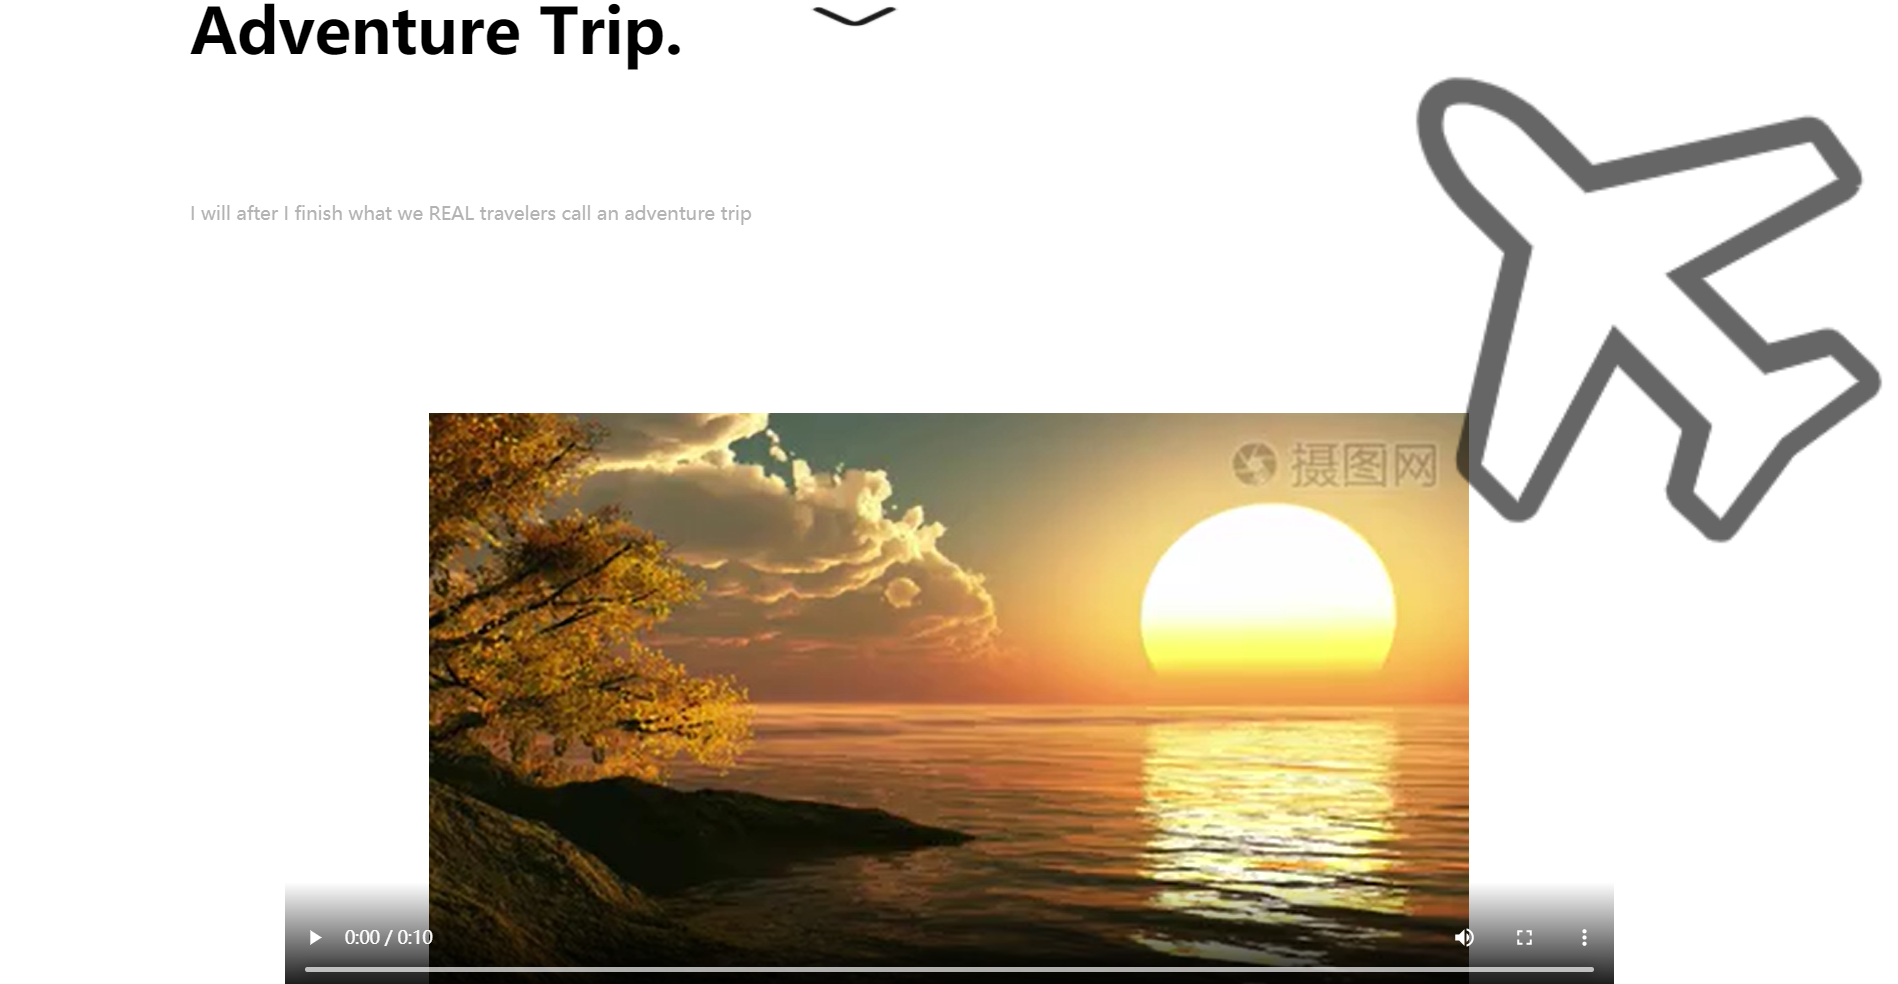 Adventure Trip.
I will after I finish what we REAL travelers call an adventure trip
摄图网
0:00 / 0:10